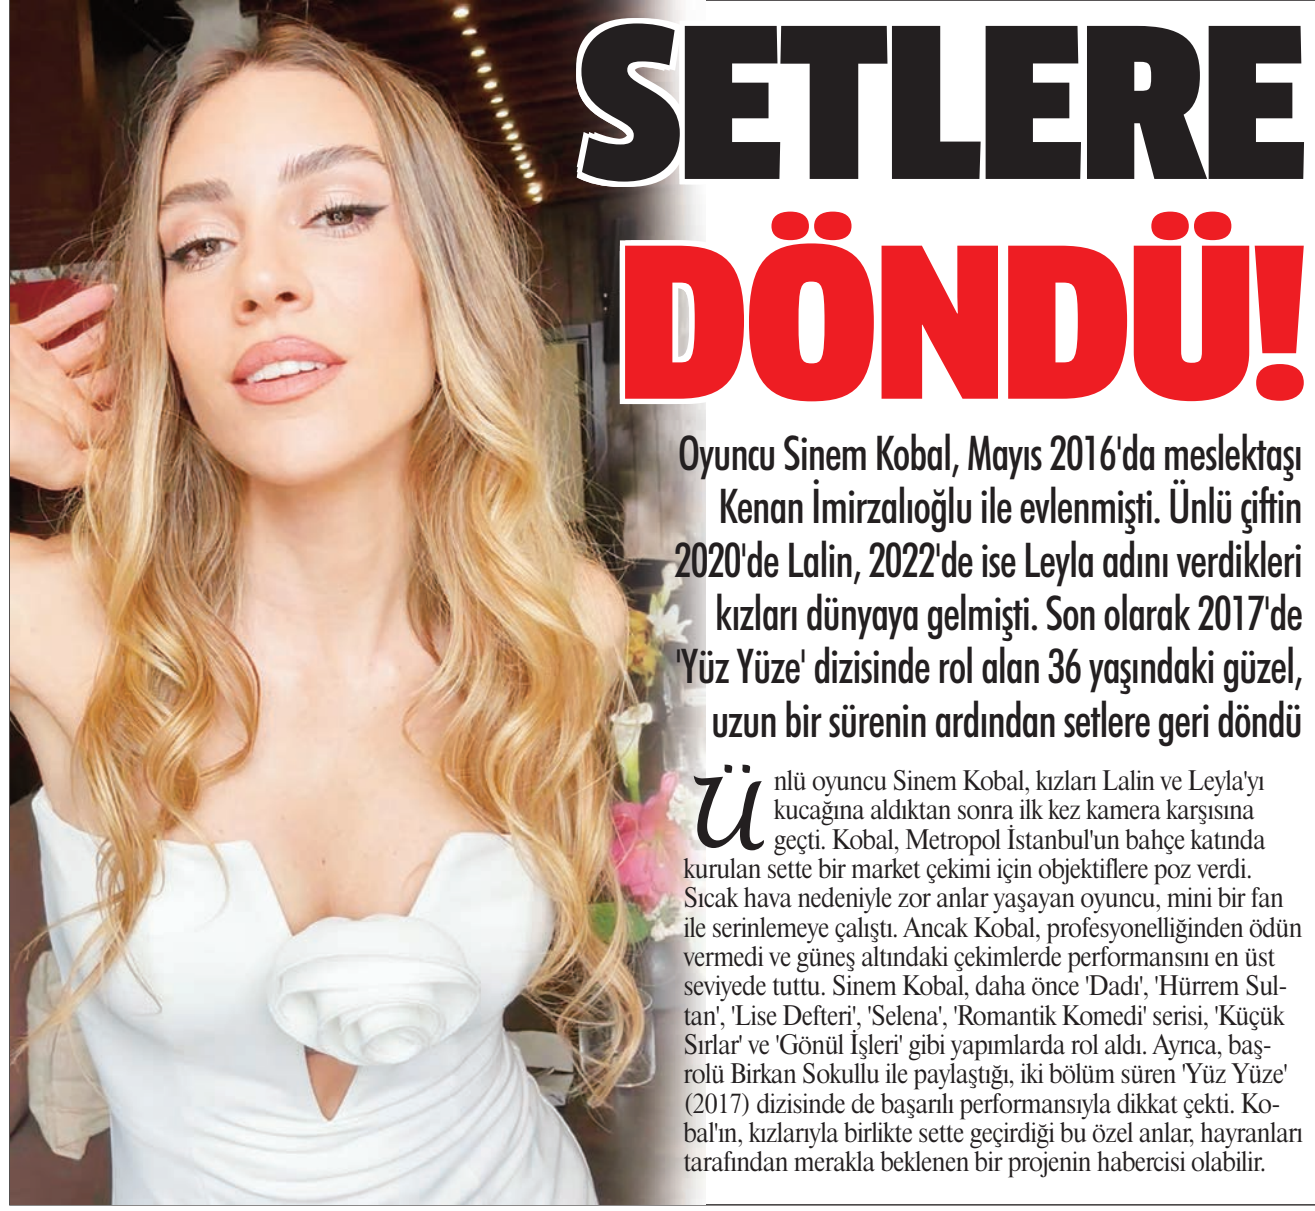 SETLERE
DÖNDÜ!
Oyuncu Sinem Kobal, Mayıs 2016'da meslektaşı
Kenan İmirzalıoğlu ile evlenmişti. Ünlü çiftin
2020'de Lalin, 2022'de ise Leyla adını verdikleri
kızları dünyaya gelmişti. Son olarak 2017'de
'Yüz Yüze' dizisinde rol alan 36 yaşındaki güzel,
uzun bir sürenin ardından setlere geri döndü
Ünlü oyuncu Sinem Kobal, kızları Lalin ve Leyla'yı
kucağına aldıktan sonra ilk kez kamera karşısına
geçti. Kobal, Metropol İstanbul'un bahçe katında
kurulan sette bir market çekimi için objektiflere poz verdi.
Sıcak hava nedeniyle zor anlar yaşayan oyuncu, mini bir fan
ile serinlemeye çalıştı. Ancak Kobal, profesyonelliğinden ödün
vermedi ve güneş altındaki çekimlerde performansını en üst
seviyede tuttu. Sinem Kobal, daha önce 'Dadı', 'Hürrem Sul-
tan', 'Lise Defteri', 'Selena', 'Romantik Komedi' serisi, 'Küçük
Sırlar' ve 'Gönül İşleri' gibi yapımlarda rol aldı. Ayrıca, baş-
rolü Birkan Sokullu ile paylaştığı, iki bölüm süren 'Yüz Yüze'
(2017) dizisinde de başarılı performansıyla dikkat çekti. Ko-
bal'ın, kızlarıyla birlikte sette geçirdiği bu özel anlar, hayranları
tarafından merakla beklenen bir projenin habercisi olabilir.